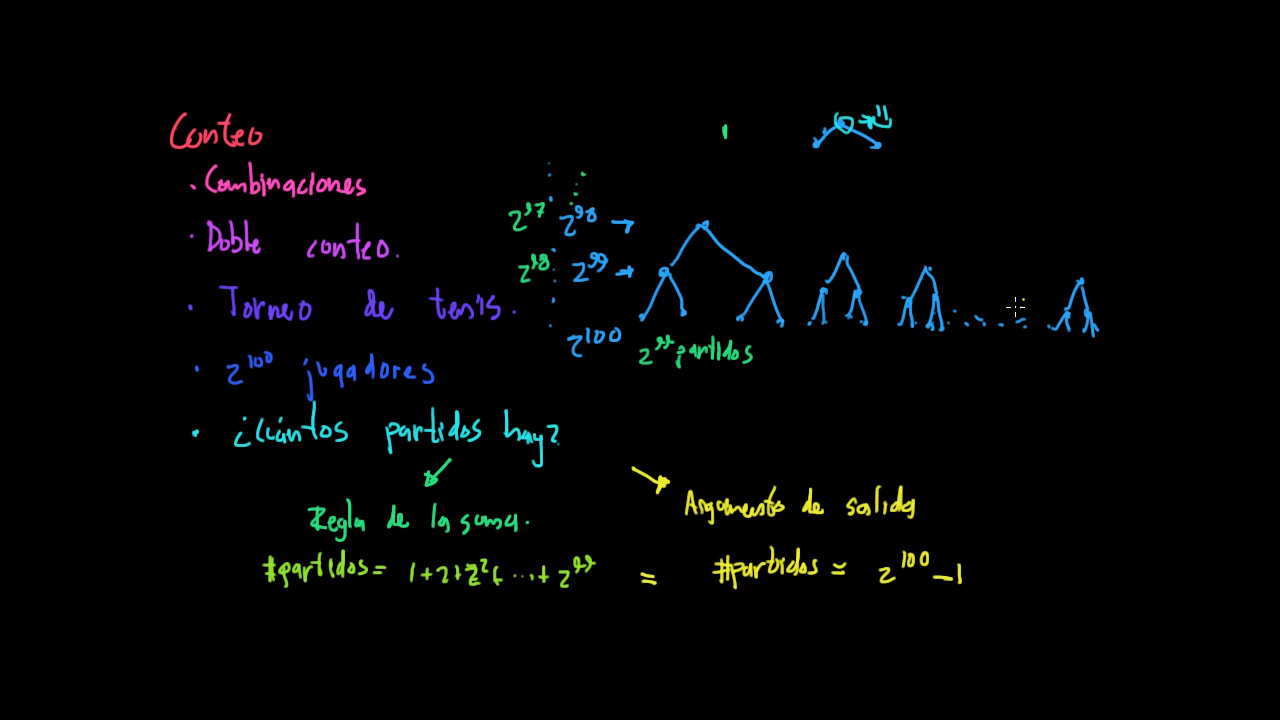 Conteo
· Combinaciones
· Doble conteo.
· Torneo de tenis.
· 2^100 jugadores
· ¿Cuántos partidos hay?
1
2^97 2^98 →
2^98 2^99 →
2^100
2^99 partidos
Regla de la suma.
#partidos = 1+2+2^2+...+2^99
=
Argumento de salida
#partidos = 2^100 - 1